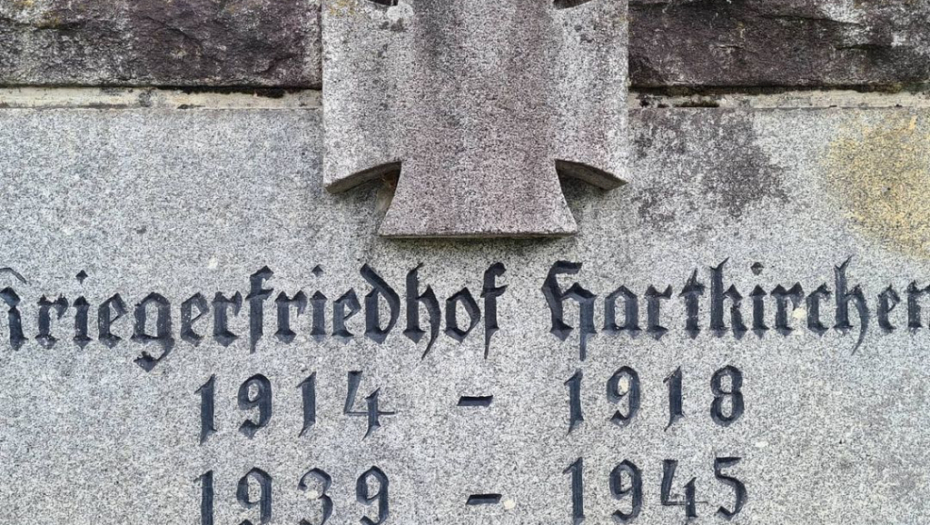 Kriegerfriedhof Hartkirchen
1914 - 1918
1939 - 1945